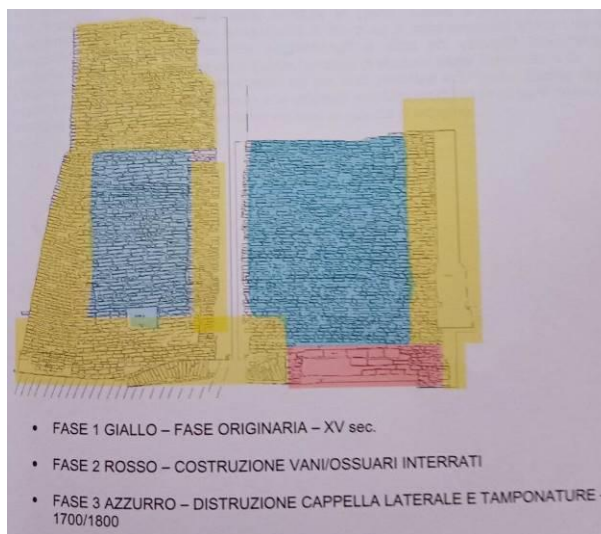 • FASE 1 GIALLO – FASE ORIGINARIA – XV sec.
• FASE 2 ROSSO – COSTRUZIONE VANI/OSSUARI INTERRATI
• FASE 3 AZZURRO – DISTRUZIONE CAPPELLA LATERALE E TAMPONATURE -
1700/1800